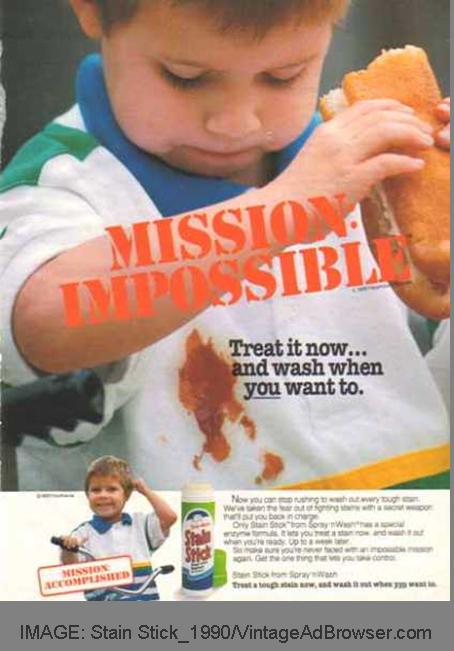 MISSION:
IMPOSSIBLE
Treat it now...
and wash when
you want to.
Now you can stop rushing to wash out every tough stain.
We've taken the fear out of fighting stains with a secret weapon
that'll put you back in charge.
Only Stain Stick™ from Spray 'n Wash® has a special
enzyme formula. It lets you treat a stain now, and wash it out
when you're ready. Up to a week later.
So make sure you're never faced with an impossible mission
again. Get the one thing that lets you take control.
Stain Stick from Spray 'n Wash
Treat a tough stain now, and wash it out when you want to.
MISSION:
ACCOMPLISHED
Stain
Stick
IMAGE: Stain Stick_1990/VintageAdBrowser.com